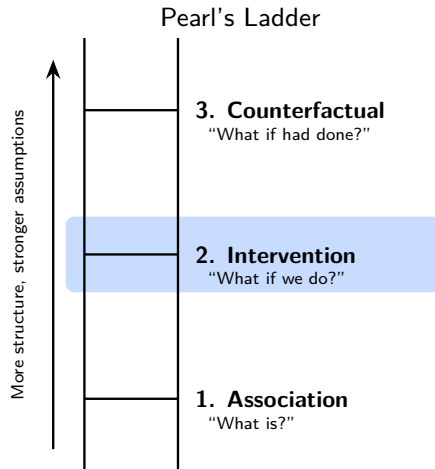 Pearl's Ladder
More structure, stronger assumptions
3. Counterfactual
“What if had done?”
2. Intervention
“What if we do?”
1. Association
“What is?”